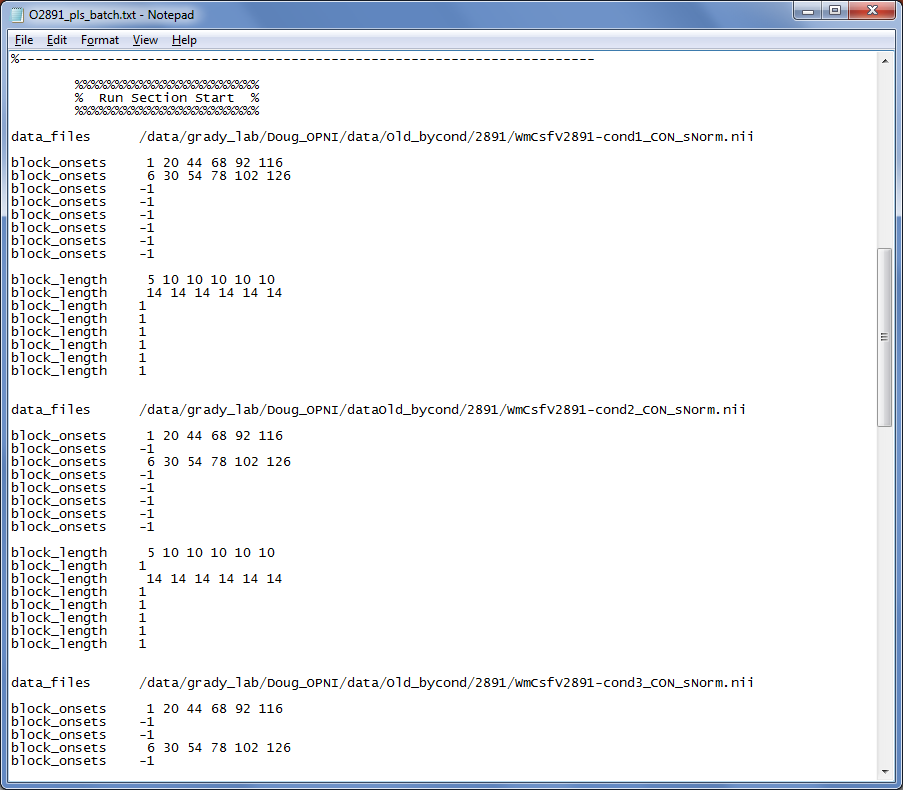 O2891_pls_batch.txt - Notepad
File Edit Format View Help
%------------------------------------------------------------------------
%%%%%%%%%%%%%%%%%%%%%%%
% Run Section Start %
%%%%%%%%%%%%%%%%%%%%%%%
data_files /data/grady_lab/Doug_OPNI/data/Old_bycond/2891/WmCsfV2891-cond1_CON_sNorm.nii
block_onsets 1 20 44 68 92 116
block_onsets 6 30 54 78 102 126
block_onsets -1
block_onsets -1
block_onsets -1
block_onsets -1
block_onsets -1
block_onsets -1
block_length 5 10 10 10 10 10
block_length 14 14 14 14 14 14
block_length 1
block_length 1
block_length 1
block_length 1
block_length 1
block_length 1
data_files /data/grady_lab/Doug_OPNI/dataOld_bycond/2891/WmCsfV2891-cond2_CON_sNorm.nii
block_onsets 1 20 44 68 92 116
block_onsets -1
block_onsets 6 30 54 78 102 126
block_onsets -1
block_onsets -1
block_onsets -1
block_onsets -1
block_onsets -1
block_length 5 10 10 10 10 10
block_length 1
block_length 14 14 14 14 14 14
block_length 1
block_length 1
block_length 1
block_length 1
block_length 1
data_files /data/grady_lab/Doug_OPNI/data/Old_bycond/2891/WmCsfV2891-cond3_CON_sNorm.nii
block_onsets 1 20 44 68 92 116
block_onsets -1
block_onsets -1
block_onsets 6 30 54 78 102 126
block_onsets -1